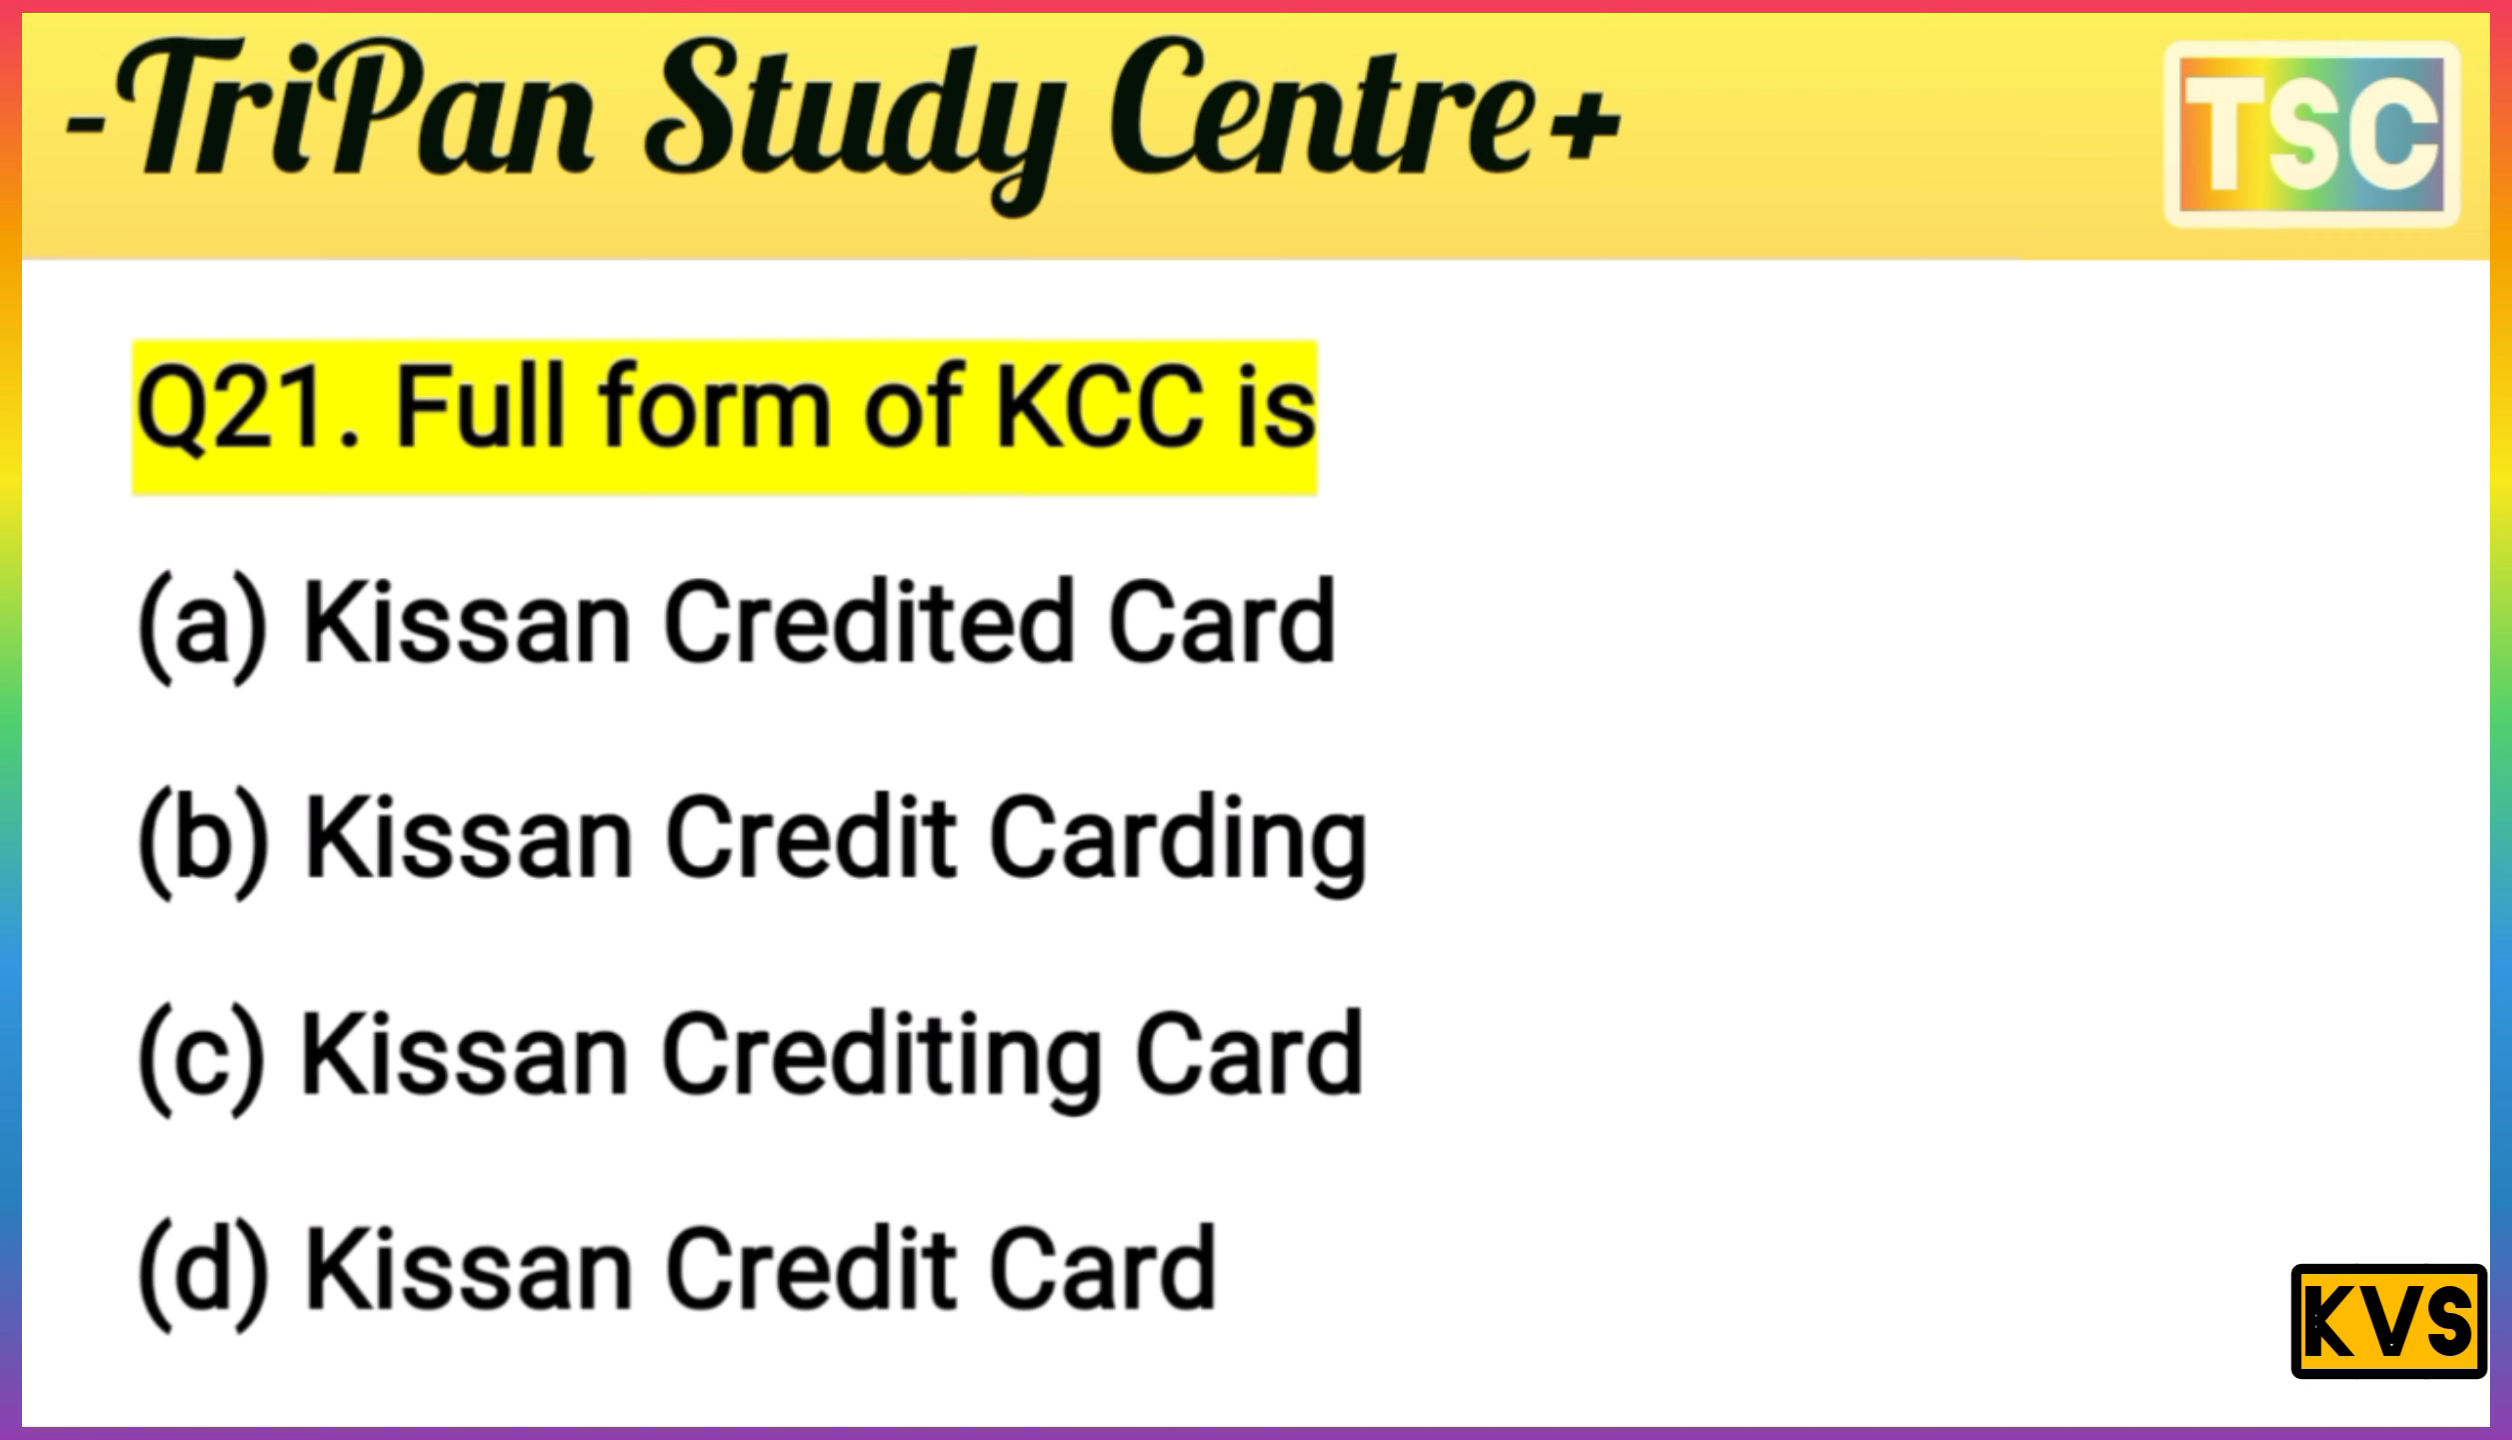 -TriPan Study Centre+
TSC
Q21. Full form of KCC is
(a) Kissan Credited Card
(b) Kissan Credit Carding
(c) Kissan Crediting Card
(d) Kissan Credit Card
KVS